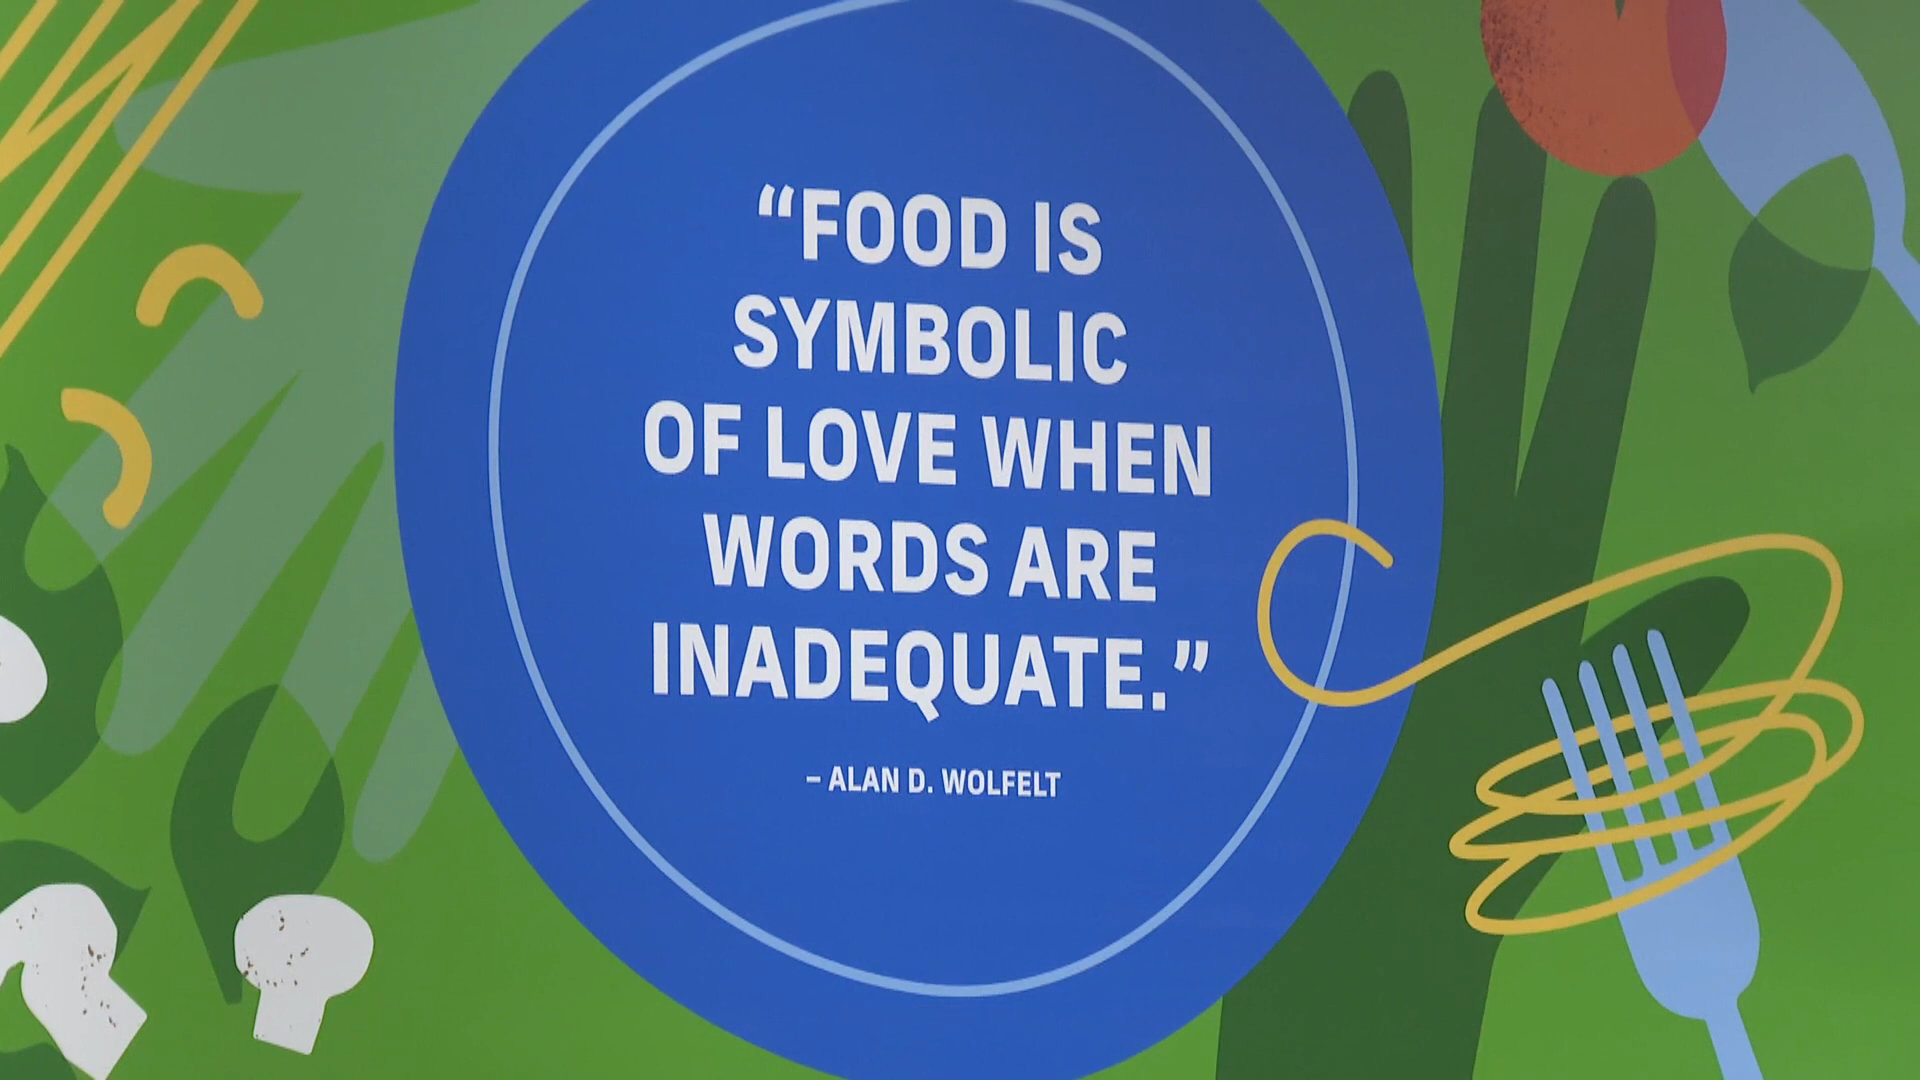 “FOOD IS
SYMBOLIC
OF LOVE WHEN
WORDS ARE
INADEQUATE.”
– ALAN D. WOLFELT